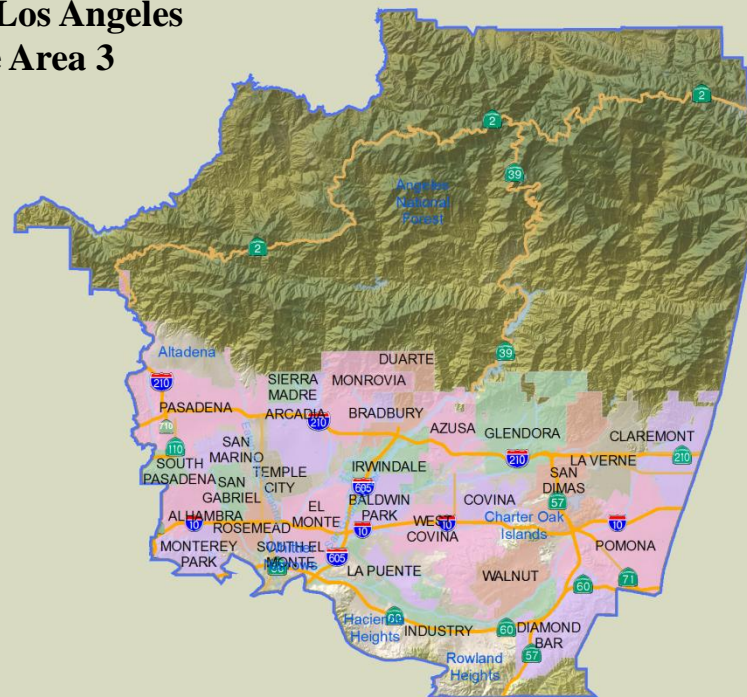 Los Angeles
Area 3
2
2
39
Angeles
National
Forest
2
39
Altadena
DUARTE
210
SIERRA
MADRE
MONROVIA
PASADENA
ARCADIA
210
BRADBURY
710
AZUSA
GLENDORA
CLAREMONT
110
SAN
MARINO
210
LA VERNE
210
SOUTH
PASADENA
TEMPLE
CITY
IRWINDALE
SAN
DIMAS
SAN
GABRIEL
605
57
EL
MONTE
BALDWIN
PARK
COVINA
ALHAMBRA
10
ROSEMEAD
10
WEST
COVINA
10
Charter Oak
Islands
10
MONTEREY
PARK
SOUTH EL
MONTE
605
POMONA
LA PUENTE
WALNUT
60
71
Hacienda
Heights
60
INDUSTRY
60
DIAMOND
BAR
Rowland
Heights
57